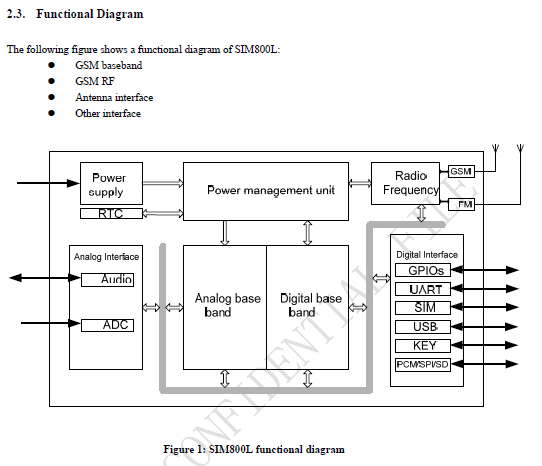 2.3. Functional Diagram
The following figure shows a functional diagram of SIM800L:
● GSM baseband
● GSM RF
● Antenna interface
● Other interface
Power supply
RTC
Power management unit
Radio Frequency
GSM
FM
Analog Interface
Audio
ADC
Analog base band
Digital base band
Digital Interface
GPIOs
UART
SIM
USB
KEY
PCM/SPI/SD
CONFIDENTIAL FILE
Figure 1: SIM800L functional diagram